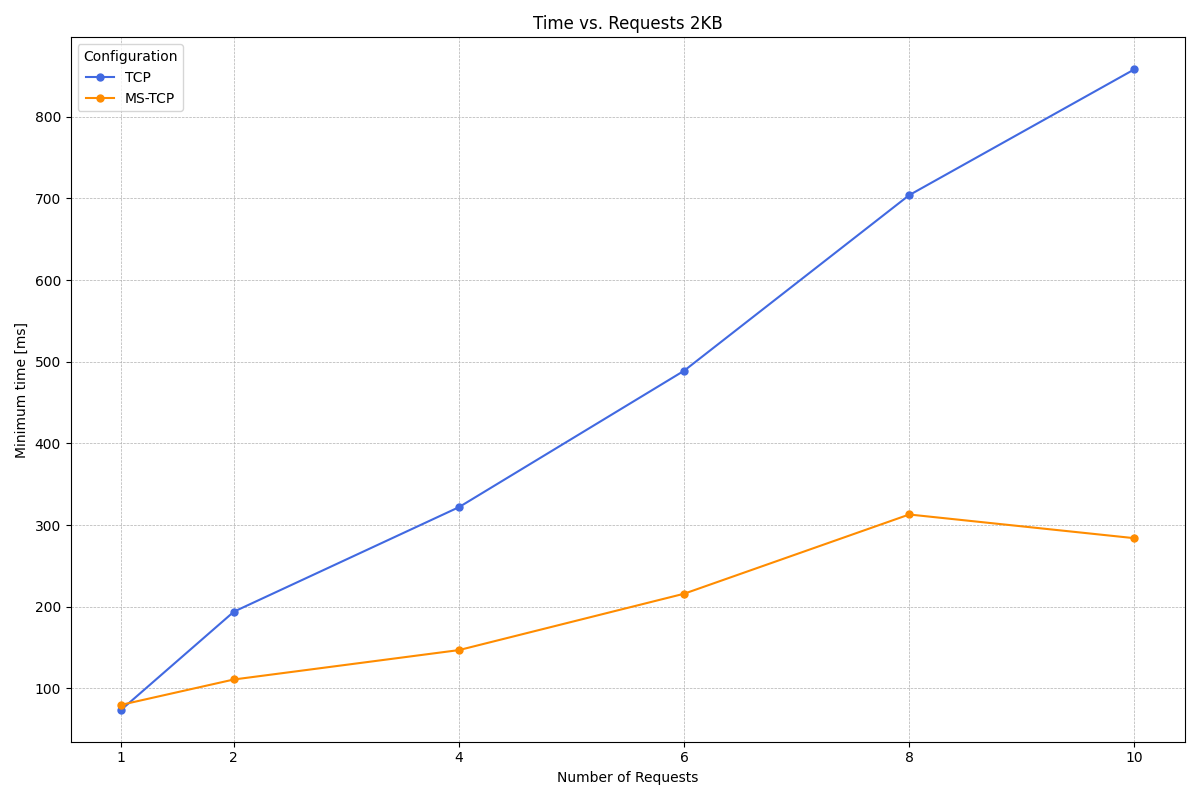 Time vs. Requests 2KB
Configuration
TCP
MS-TCP
800
700
600
500
400
300
200
100
Minimum time [ms]
1 2 4 6 8 10
Number of Requests